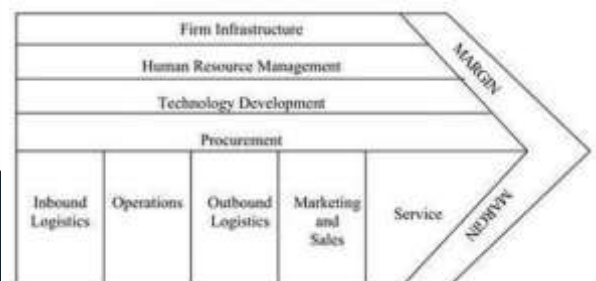 Firm Infrastructure
Human Resource Management
Technology Development
Procurement
MARGIN
Inbound
Logistics
Operations
Outbound
Logistics
Marketing
and
Sales
Service
MARGIN